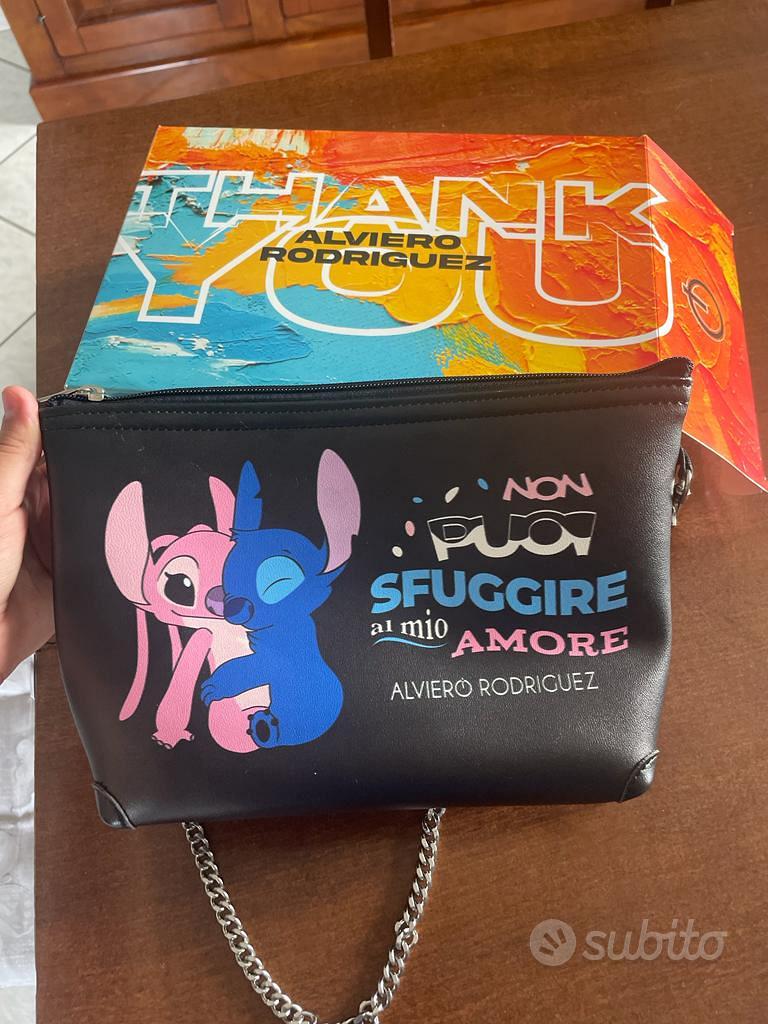 THANK
YOU
ALVIERO
RODRIGUEZ
NON
PUOI
SFUGGIRE
al mio
AMORE
ALVIERO RODRIGUEZ
subito